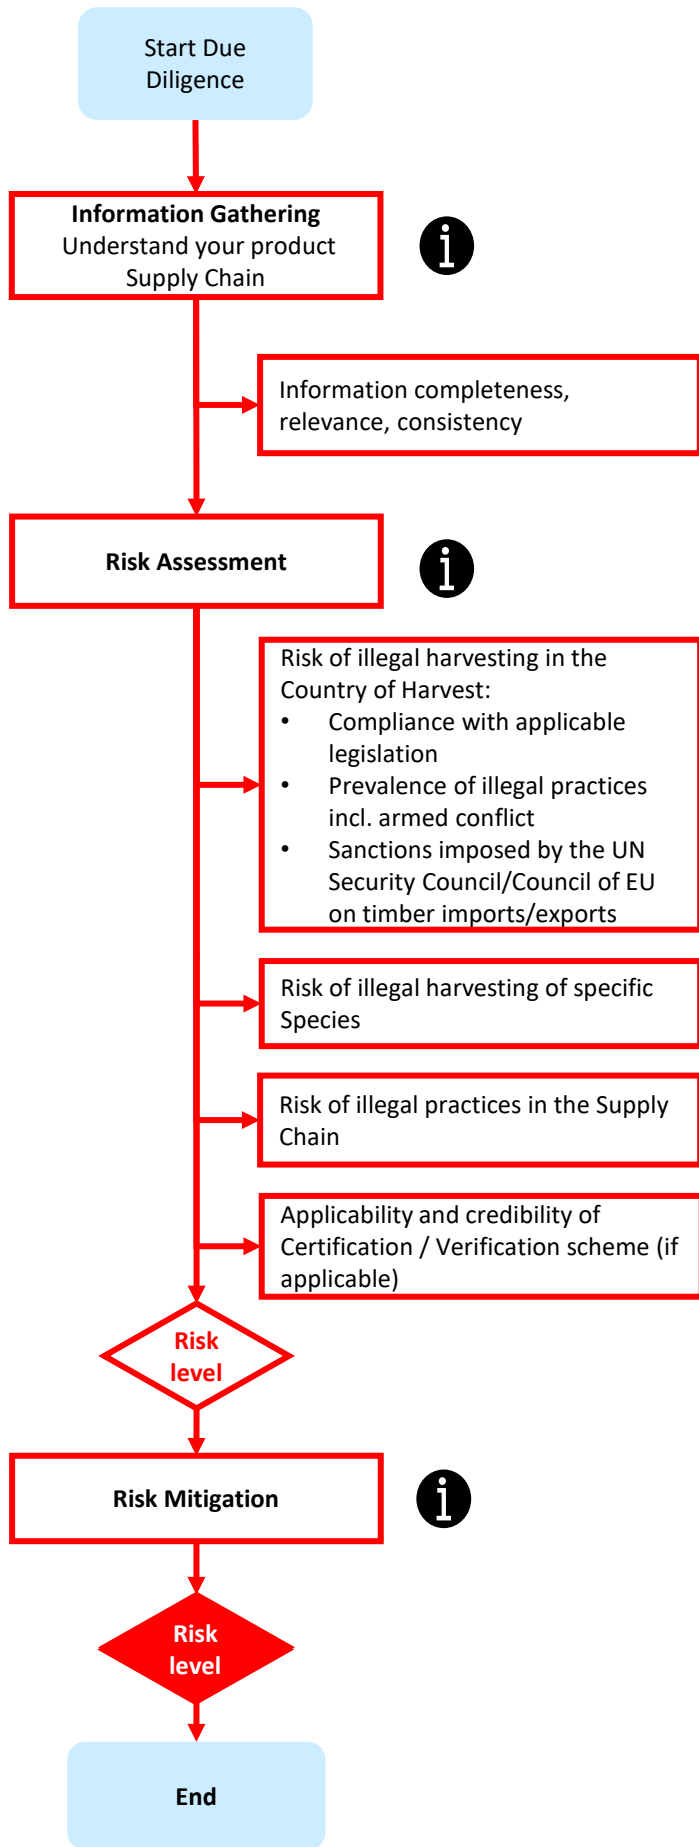 Start Due
Diligence
Information Gathering
Understand your product
Supply Chain
Information completeness,
relevance, consistency
Risk Assessment
Risk of illegal harvesting in the
Country of Harvest:
• Compliance with applicable
legislation
• Prevalence of illegal practices
incl. armed conflict
• Sanctions imposed by the UN
Security Council/Council of EU
on timber imports/exports
Risk of illegal harvesting of specific
Species
Risk of illegal practices in the Supply
Chain
Applicability and credibility of
Certification / Verification scheme (if
applicable)
Risk
level
Risk Mitigation
Risk
level
End